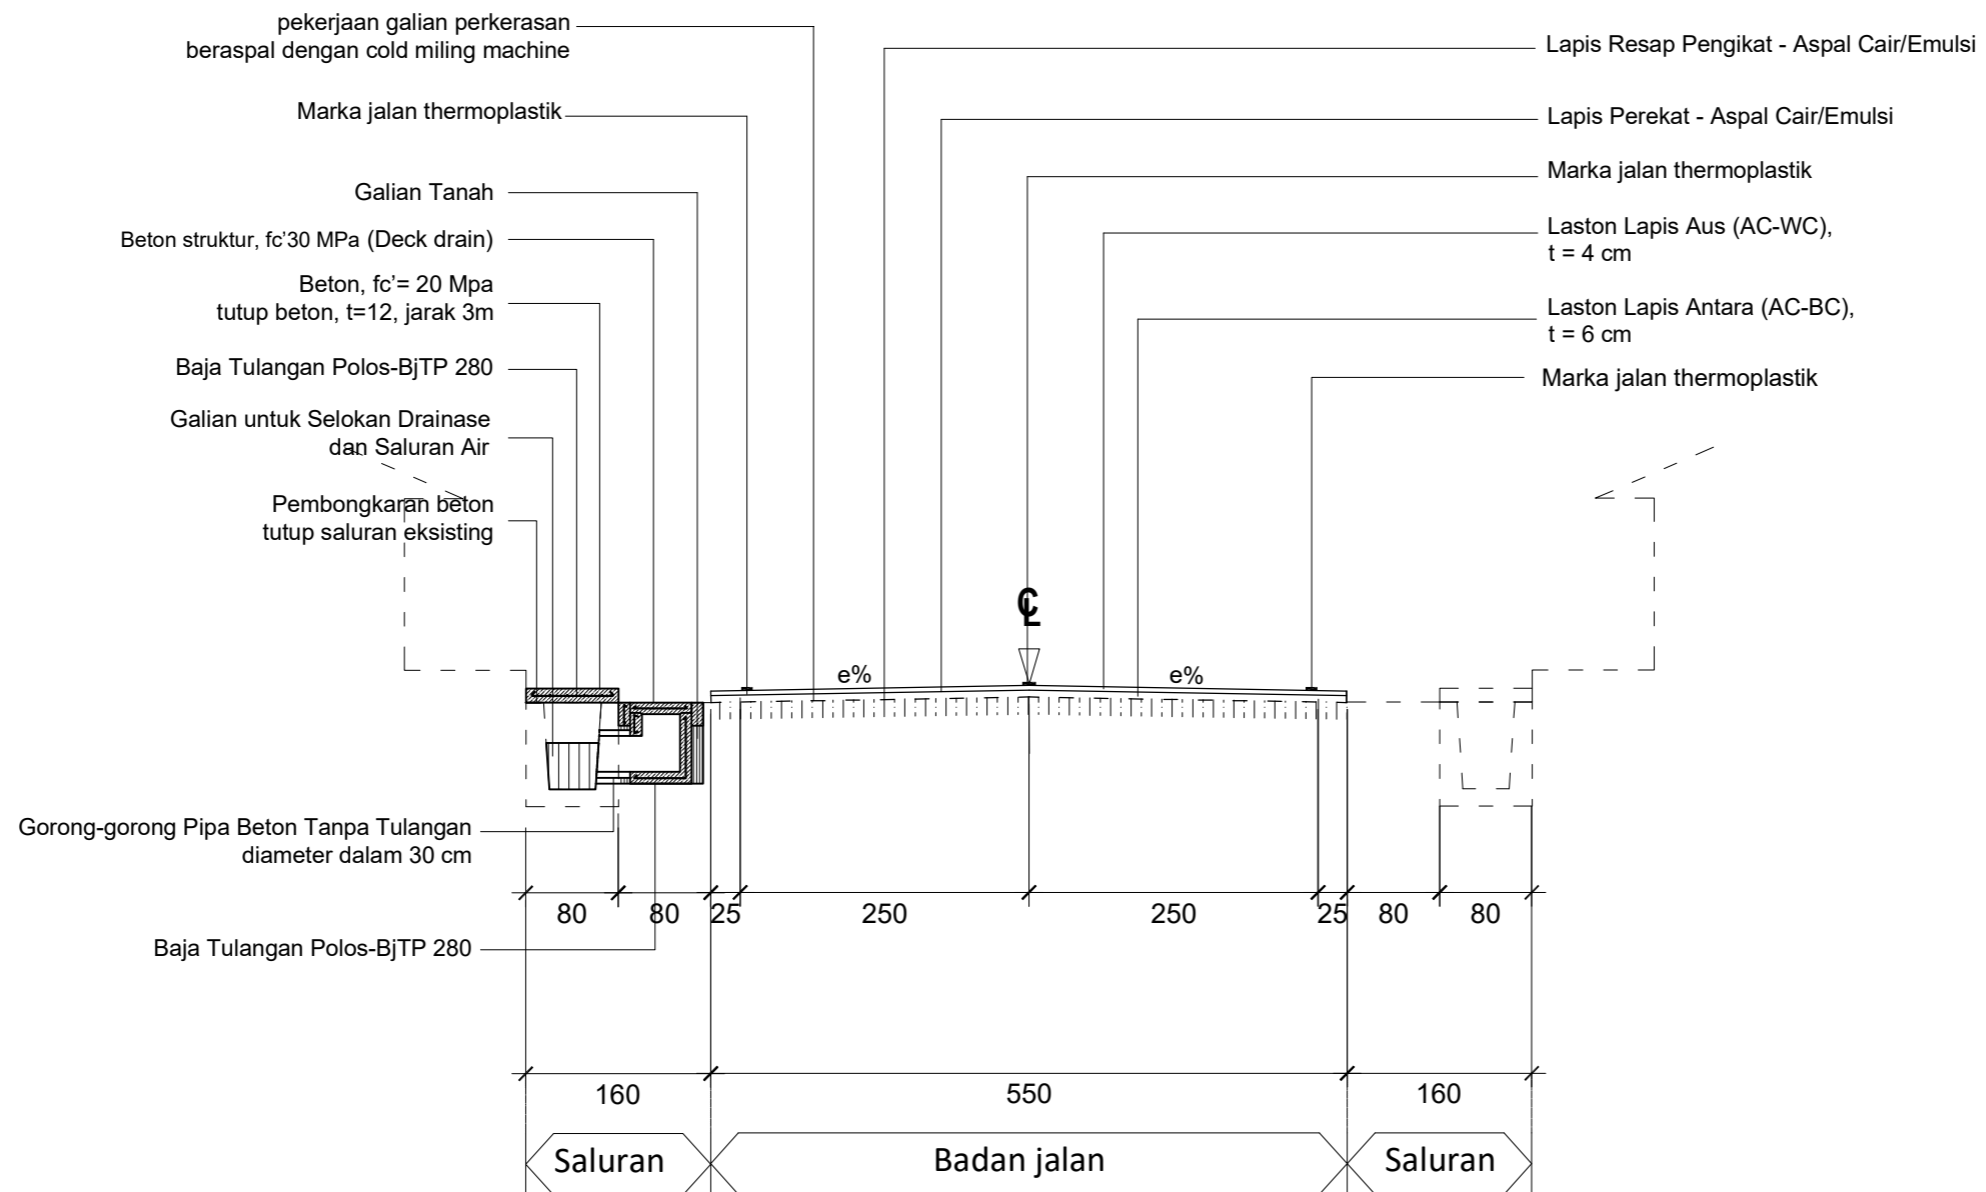 pekerjaan galian perkerasan
beraspal dengan cold miling machine
Marka jalan thermoplastik
Galian Tanah
Beton struktur, fc'30 MPa (Deck drain)
Beton, fc'= 20 Mpa
tutup beton, t=12, jarak 3m
Baja Tulangan Polos-BjTP 280
Galian untuk Selokan Drainase
dan Saluran Air
Pembongkaran beton
tutup saluran eksisting
Gorong-gorong Pipa Beton Tanpa Tulangan
diameter dalam 30 cm
Baja Tulangan Polos-BjTP 280
Lapis Resap Pengikat - Aspal Cair/Emulsi
Lapis Perekat - Aspal Cair/Emulsi
Marka jalan thermoplastik
Laston Lapis Aus (AC-WC),
t = 4 cm
Laston Lapis Antara (AC-BC),
t = 6 cm
Marka jalan thermoplastik
CL
e% e%
80 80 25 250 250 25 80 80
160 550 160
Saluran Badan jalan Saluran